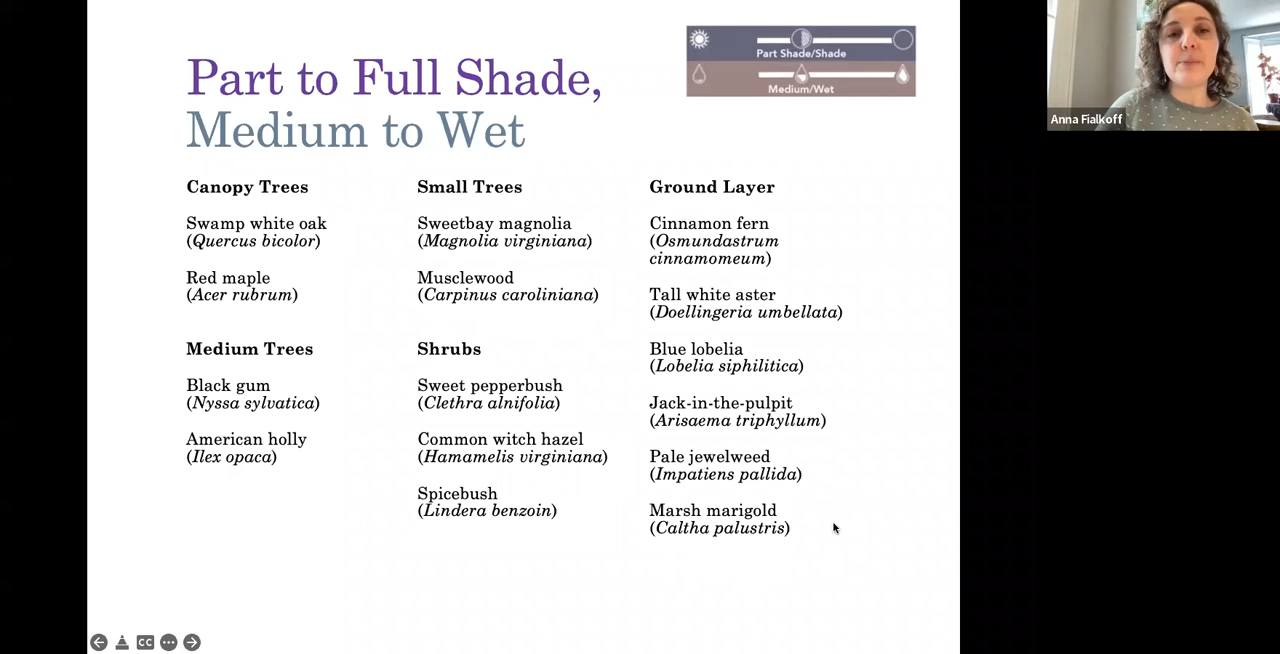 Part to Full Shade,
Medium to Wet
Part Shade/Shade
Medium/Wet
Anna Fialkoff
Canopy Trees
Swamp white oak
(Quercus bicolor)
Red maple
(Acer rubrum)
Medium Trees
Black gum
(Nyssa sylvatica)
American holly
(Ilex opaca)
Small Trees
Sweetbay magnolia
(Magnolia virginiana)
Musclewood
(Carpinus caroliniana)
Shrubs
Sweet pepperbush
(Clethra alnifolia)
Common witch hazel
(Hamamelis virginiana)
Spicebush
(Lindera benzoin)
Ground Layer
Cinnamon fern
(Osmundastrum
cinnamomeum)
Tall white aster
(Doellingeria umbellata)
Blue lobelia
(Lobelia siphilitica)
Jack-in-the-pulpit
(Arisaema triphyllum)
Pale jewelweed
(Impatiens pallida)
Marsh marigold
(Caltha palustris)
CC